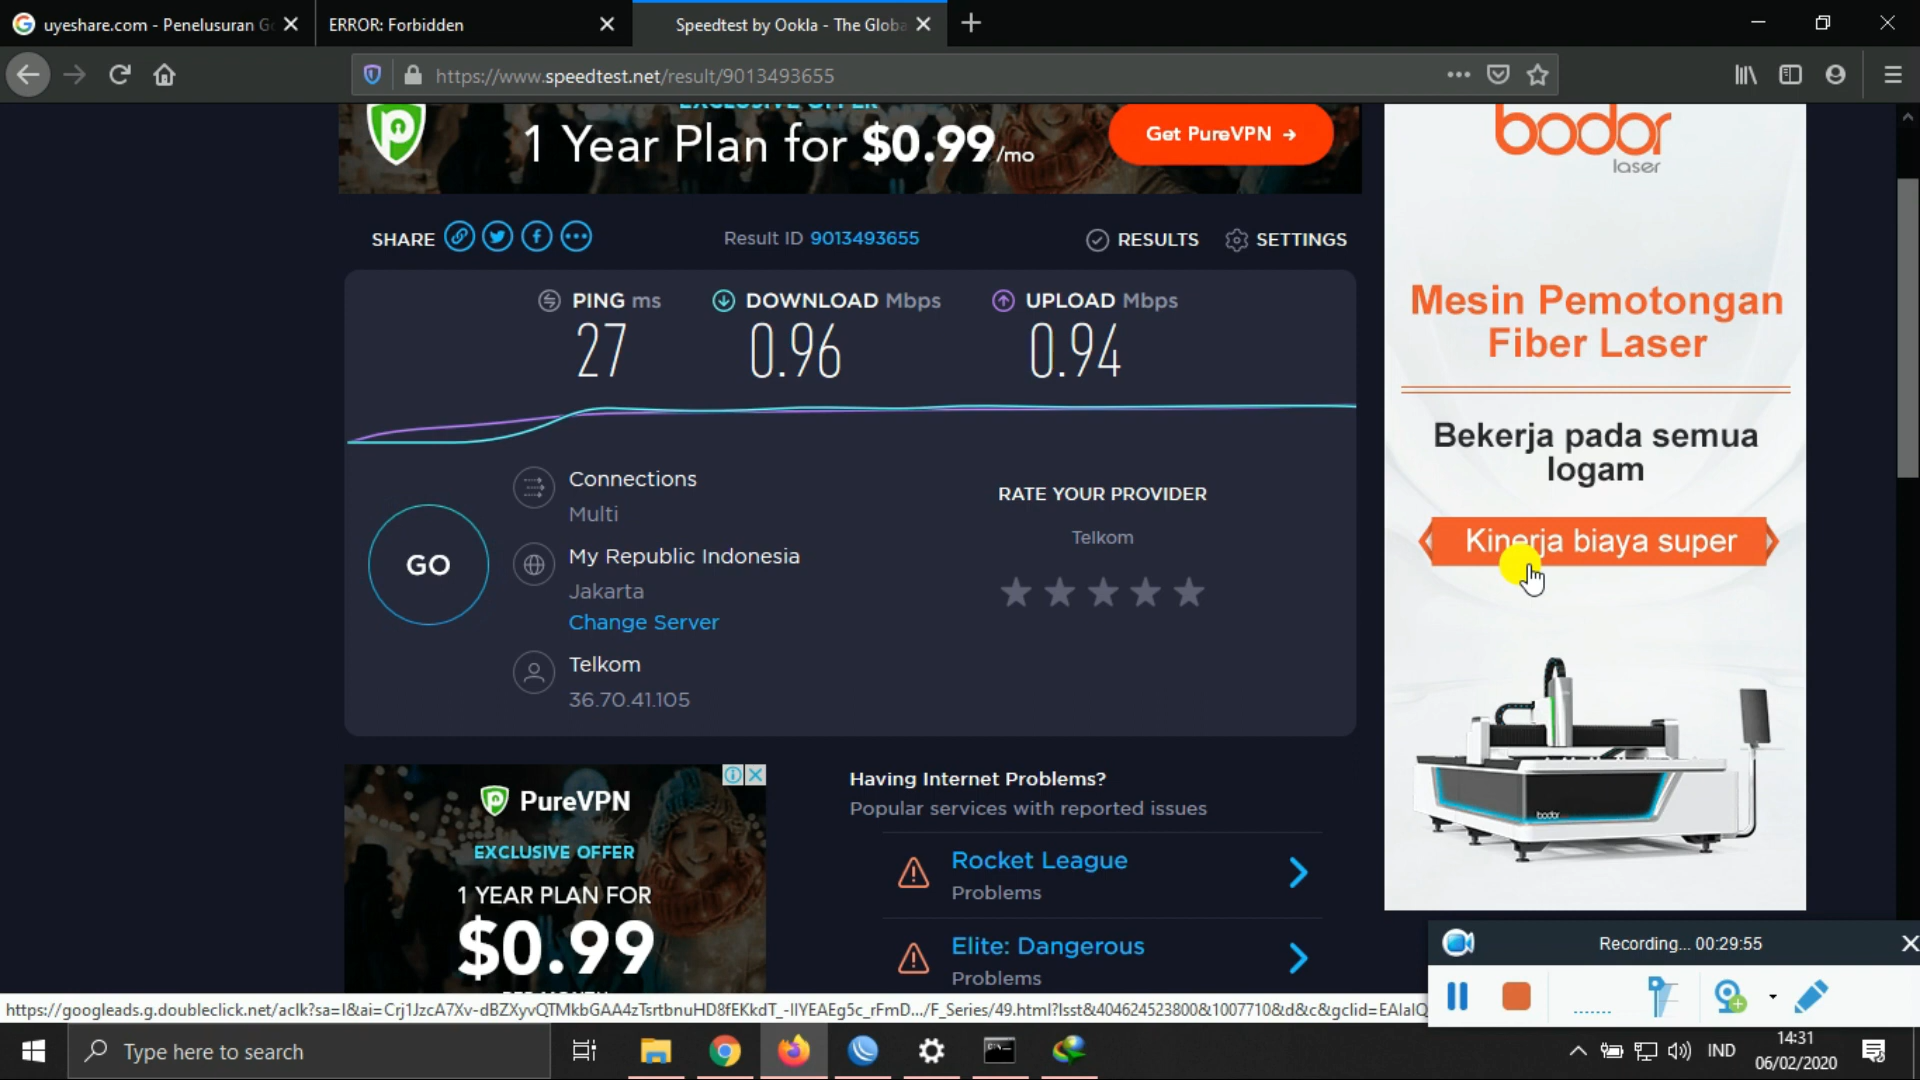 uyeshare.com - Penelusuran G
ERROR: Forbidden
Speedtest by Ookla - The Globa
https://www.speedtest.net/result/9013493655
EXCLUSIVE OFFER
1 Year Plan for $0.99/mo
Get PureVPN →
SHARE
Result ID 9013493655
RESULTS
SETTINGS
PING ms
27
DOWNLOAD Mbps
0.96
UPLOAD Mbps
0.94
GO
Connections
Multi
My Republic Indonesia
Jakarta
Change Server
Telkom
36.70.41.105
RATE YOUR PROVIDER
Telkom
PureVPN
EXCLUSIVE OFFER
1 YEAR PLAN FOR
$0.99
Having Internet Problems?
Popular services with reported issues
Rocket League
Problems
Elite: Dangerous
Problems
bodor
laser
Mesin Pemotongan
Fiber Laser
Bekerja pada semua
logam
Kinerja biaya super
bodor
Recording... 00:29:55
Type here to search
IND
14:31
06/02/2020